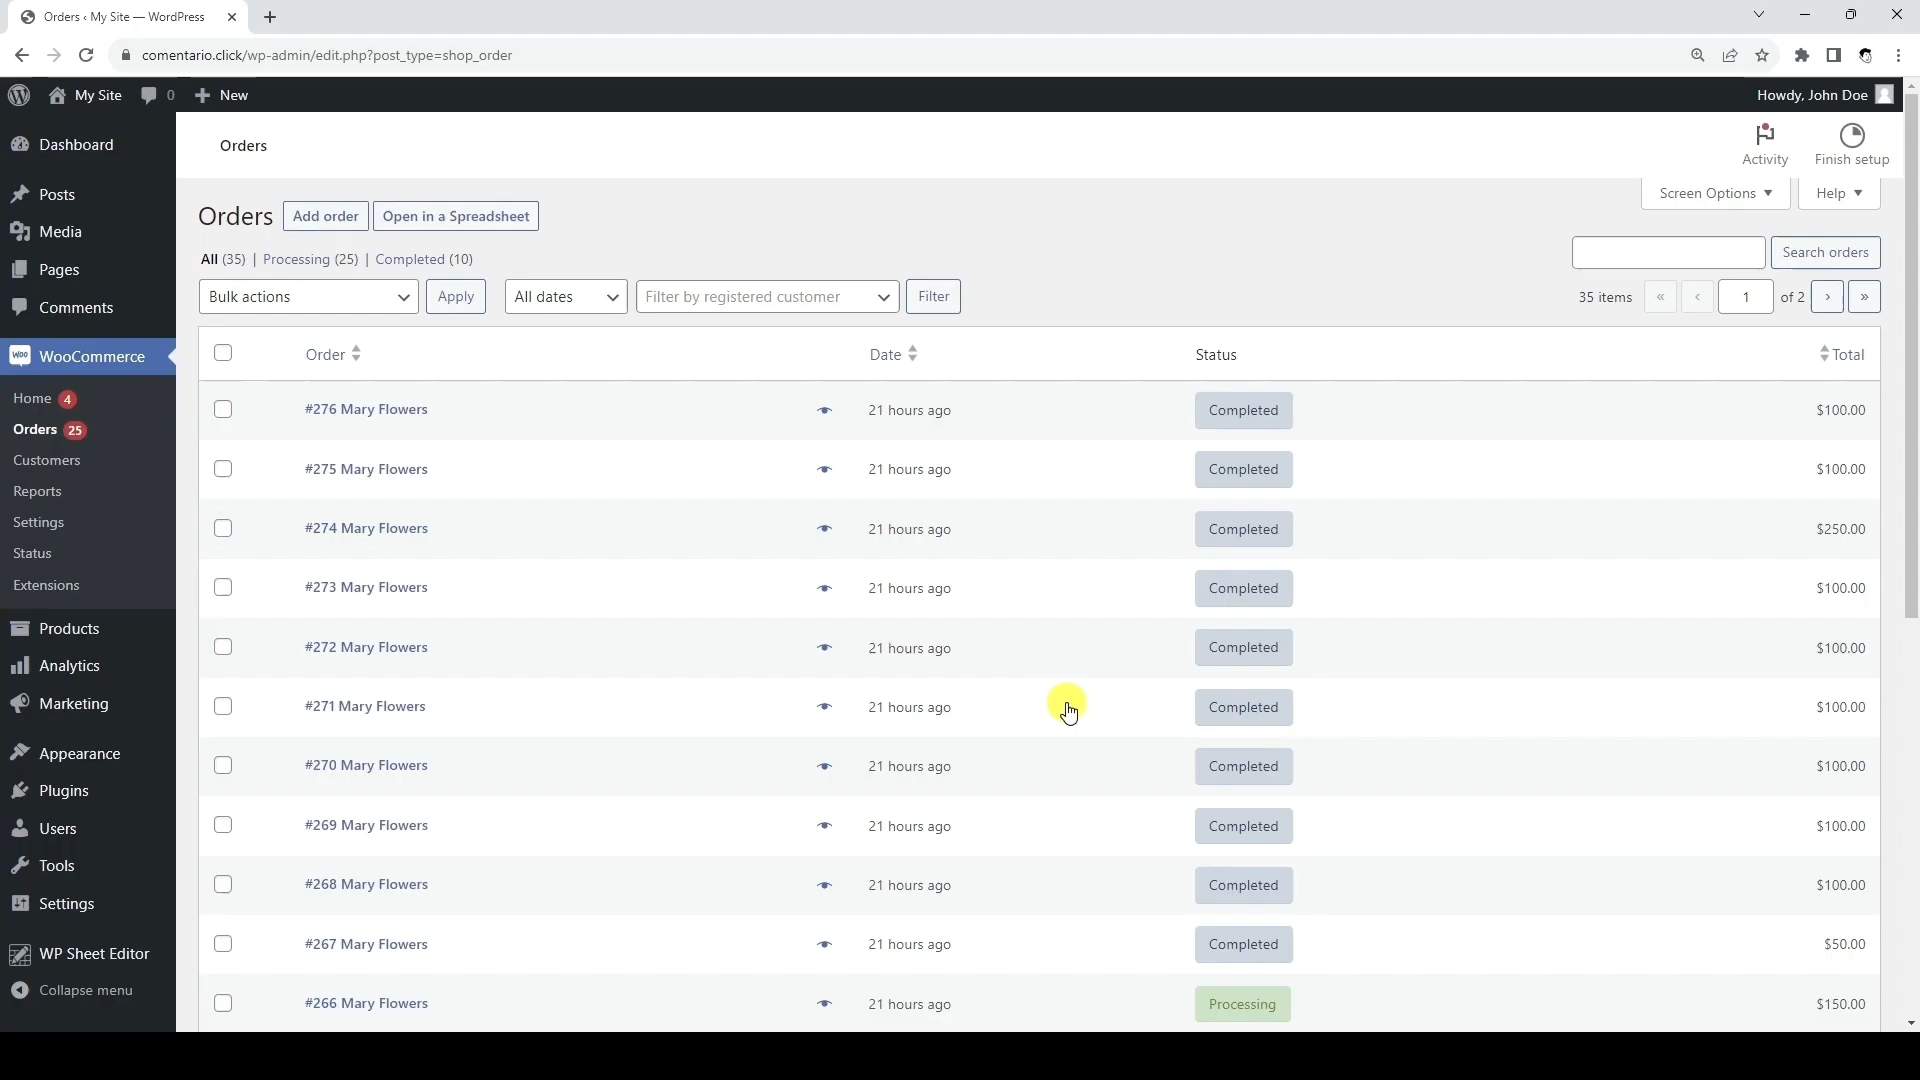 Orders ‹ My Site — WordPress
comentario.click/wp-admin/edit.php?post_type=shop_order
My Site 0 New Howdy, John Doe
Dashboard
Posts
Media
Pages
Comments
Woo WooCommerce
Home 4
Orders 25
Customers
Reports
Settings
Status
Extensions
Products
Analytics
Marketing
Appearance
Plugins
Users
Tools
Settings
WP Sheet Editor
Collapse menu
Orders
Activity Finish setup
Screen Options Help
Orders Add order Open in a Spreadsheet
All (35) | Processing (25) | Completed (10)
Search orders
Bulk actions Apply All dates Filter by registered customer Filter 35 items « ‹ 1 of 2 › »
Order Date Status Total
#276 Mary Flowers 21 hours ago Completed $100.00
#275 Mary Flowers 21 hours ago Completed $100.00
#274 Mary Flowers 21 hours ago Completed $250.00
#273 Mary Flowers 21 hours ago Completed $100.00
#272 Mary Flowers 21 hours ago Completed $100.00
#271 Mary Flowers 21 hours ago Completed $100.00
#270 Mary Flowers 21 hours ago Completed $100.00
#269 Mary Flowers 21 hours ago Completed $100.00
#268 Mary Flowers 21 hours ago Completed $100.00
#267 Mary Flowers 21 hours ago Completed $50.00
#266 Mary Flowers 21 hours ago Processing $150.00